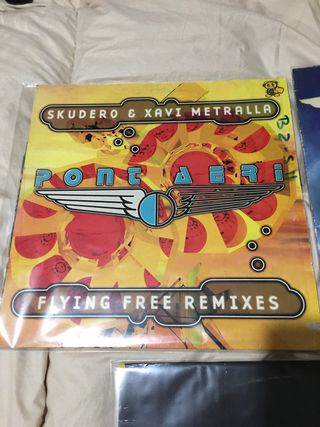 SKUDERO & XAVI METRALLA
PONT AERI
FLYING FREE REMIXES